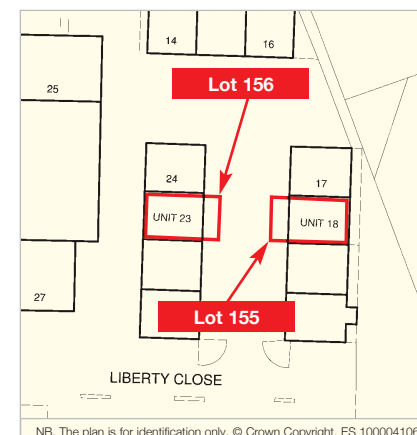 14
16
25
Lot 156
24
17
UNIT 23
UNIT 18
27
Lot 155
LIBERTY CLOSE
NB. The plan is for identification only. © Crown Copyright, ES 100004106